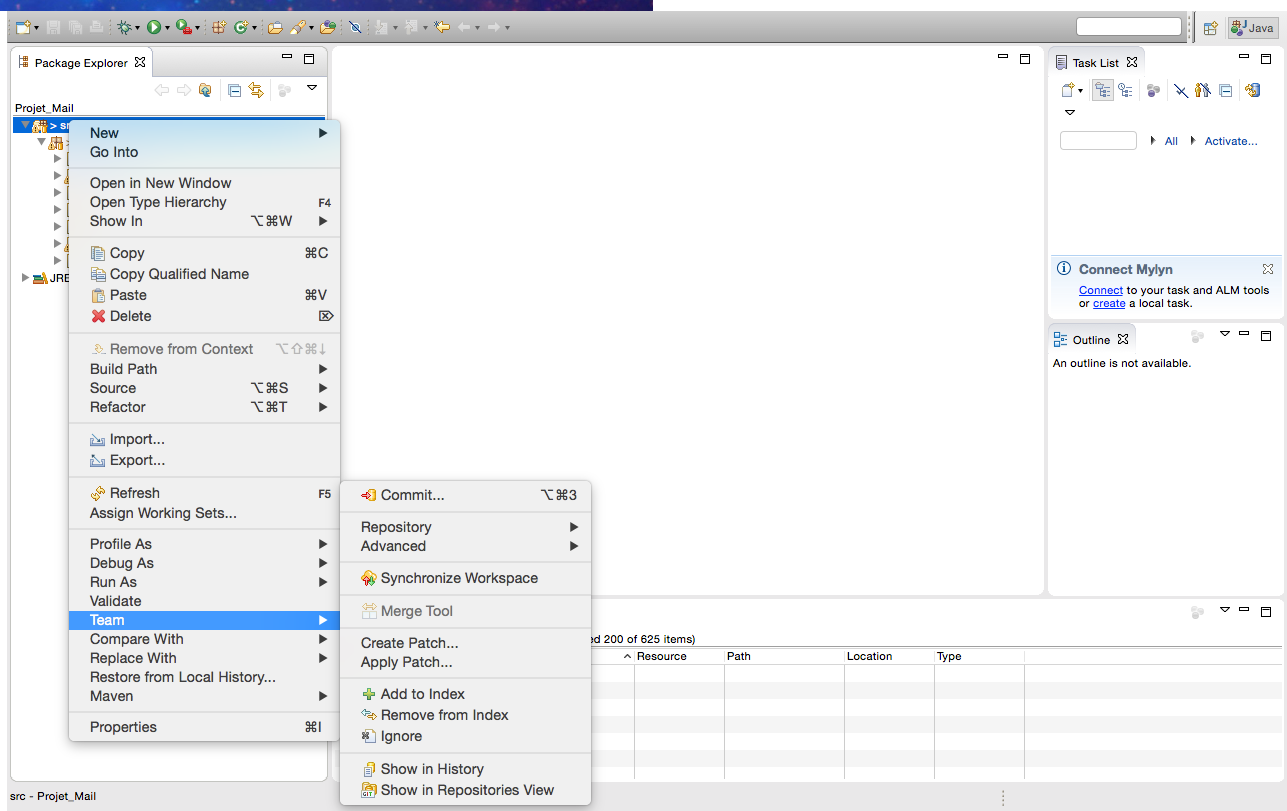 Java
Package Explorer
Projet_Mail
>
JRE
New
Go Into
Open in New Window
Open Type Hierarchy F4
Show In ⌥⌘W
Copy ⌘C
Copy Qualified Name
Paste ⌘V
Delete ⌦
Remove from Context ⌥⇧⌘↓
Build Path
Source ⌥⌘S
Refactor ⌥⌘T
Import...
Export...
Refresh F5
Assign Working Sets...
Profile As
Debug As
Run As
Validate
Team
Compare With
Replace With
Restore from Local History...
Maven
Properties ⌘I
Commit... ⌥⌘3
Repository
Advanced
Synchronize Workspace
Merge Tool
Create Patch...
Apply Patch...
Add to Index
Remove from Index
Ignore
Show in History
GIT Show in Repositories View
Task List
All Activate...
Connect Mylyn
Connect to your task and ALM tools
or create a local task.
Outline
An outline is not available.
200 of 625 items)
Resource Path Location Type
src - Projet_Mail